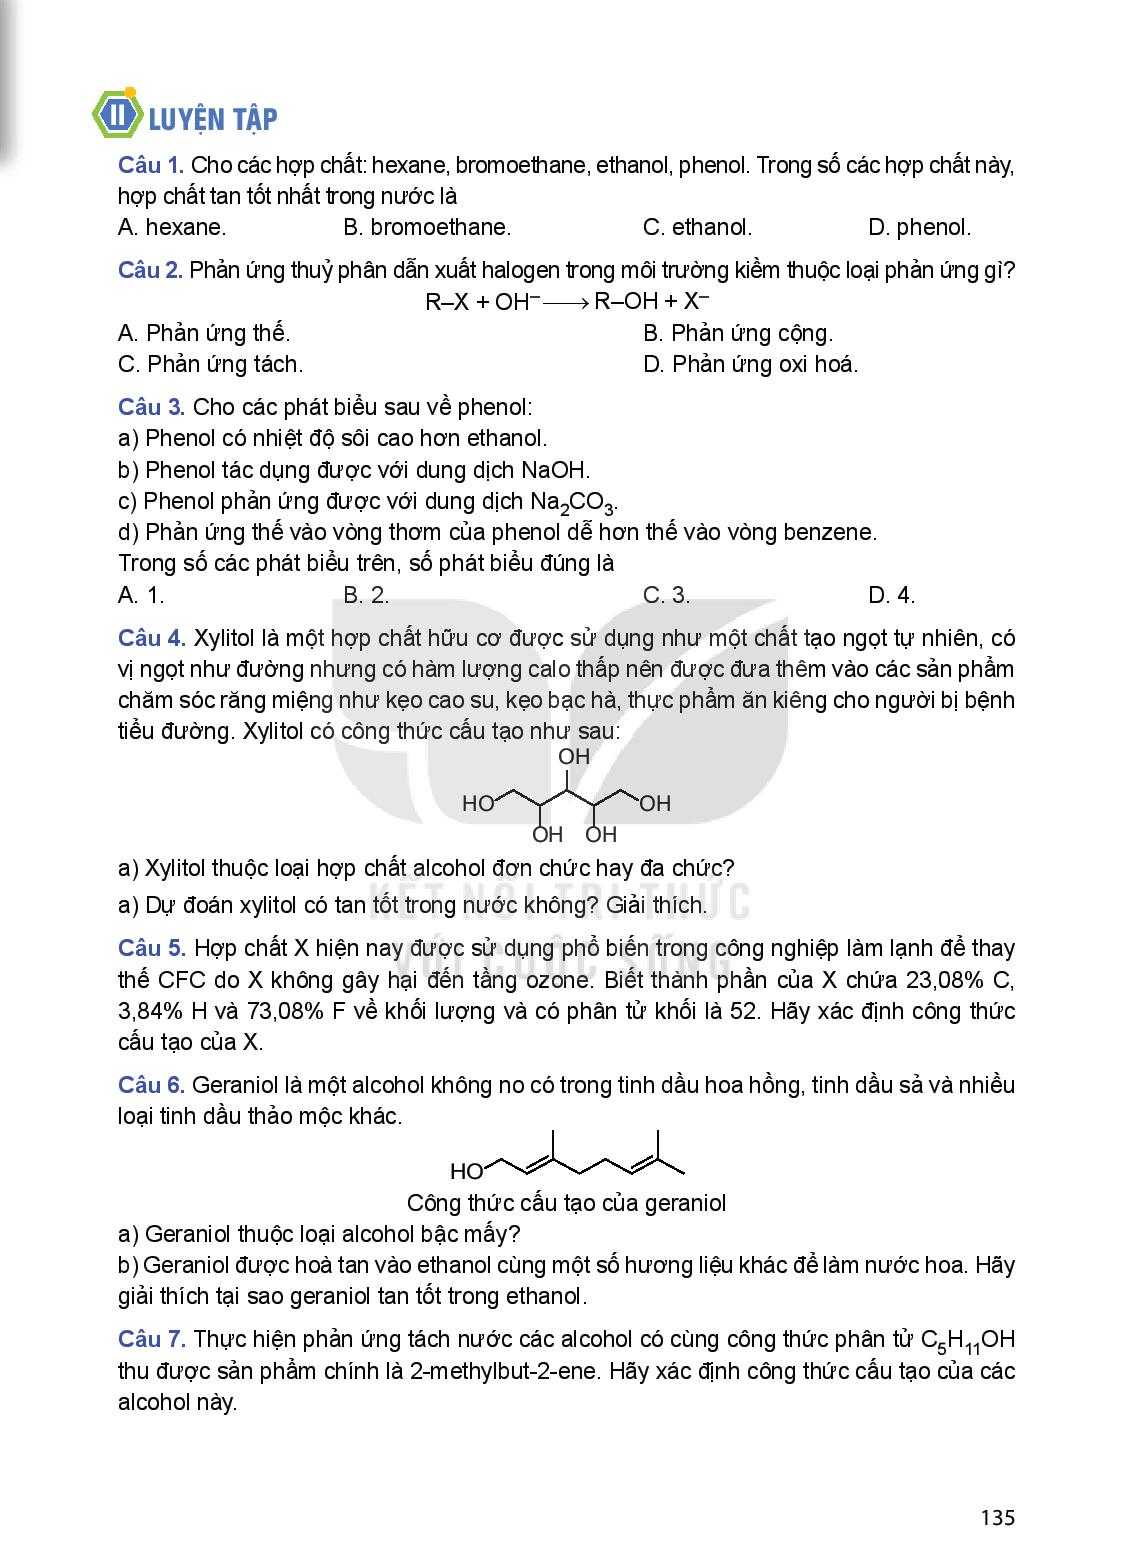 II LUYỆN TẬP
Câu 1. Cho các hợp chất: hexane, bromoethane, ethanol, phenol. Trong số các hợp chất này,
hợp chất tan tốt nhất trong nước là
A. hexane. B. bromoethane. C. ethanol. D. phenol.
Câu 2. Phản ứng thuỷ phân dẫn xuất halogen trong môi trường kiềm thuộc loại phản ứng gì?
R–X + OH⁻ ⟶ R–OH + X⁻
A. Phản ứng thế. B. Phản ứng cộng.
C. Phản ứng tách. D. Phản ứng oxi hoá.
Câu 3. Cho các phát biểu sau về phenol:
a) Phenol có nhiệt độ sôi cao hơn ethanol.
b) Phenol tác dụng được với dung dịch NaOH.
c) Phenol phản ứng được với dung dịch Na₂CO₃.
d) Phản ứng thế vào vòng thơm của phenol dễ hơn thế vào vòng benzene.
Trong số các phát biểu trên, số phát biểu đúng là
A. 1. B. 2. C. 3. D. 4.
Câu 4. Xylitol là một hợp chất hữu cơ được sử dụng như một chất tạo ngọt tự nhiên, có
vị ngọt như đường nhưng có hàm lượng calo thấp nên được đưa thêm vào các sản phẩm
chăm sóc răng miệng như kẹo cao su, kẹo bạc hà, thực phẩm ăn kiêng cho người bị bệnh
tiểu đường. Xylitol có công thức cấu tạo như sau:
OH
HO OH
OH OH
a) Xylitol thuộc loại hợp chất alcohol đơn chức hay đa chức?
KẾT NỐI TRI THỨC
a) Dự đoán xylitol có tan tốt trong nước không? Giải thích.
VỚI CUỘC SỐNG
Câu 5. Hợp chất X hiện nay được sử dụng phổ biến trong công nghiệp làm lạnh để thay
thế CFC do X không gây hại đến tầng ozone. Biết thành phần của X chứa 23,08% C,
3,84% H và 73,08% F về khối lượng và có phân tử khối là 52. Hãy xác định công thức
cấu tạo của X.
Câu 6. Geraniol là một alcohol không no có trong tinh dầu hoa hồng, tinh dầu sả và nhiều
loại tinh dầu thảo mộc khác.
HO
Công thức cấu tạo của geraniol
a) Geraniol thuộc loại alcohol bậc mấy?
b) Geraniol được hoà tan vào ethanol cùng một số hương liệu khác để làm nước hoa. Hãy
giải thích tại sao geraniol tan tốt trong ethanol.
Câu 7. Thực hiện phản ứng tách nước các alcohol có cùng công thức phân tử C₅H₁₁OH
thu được sản phẩm chính là 2-methylbut-2-ene. Hãy xác định công thức cấu tạo của các
alcohol này.
135